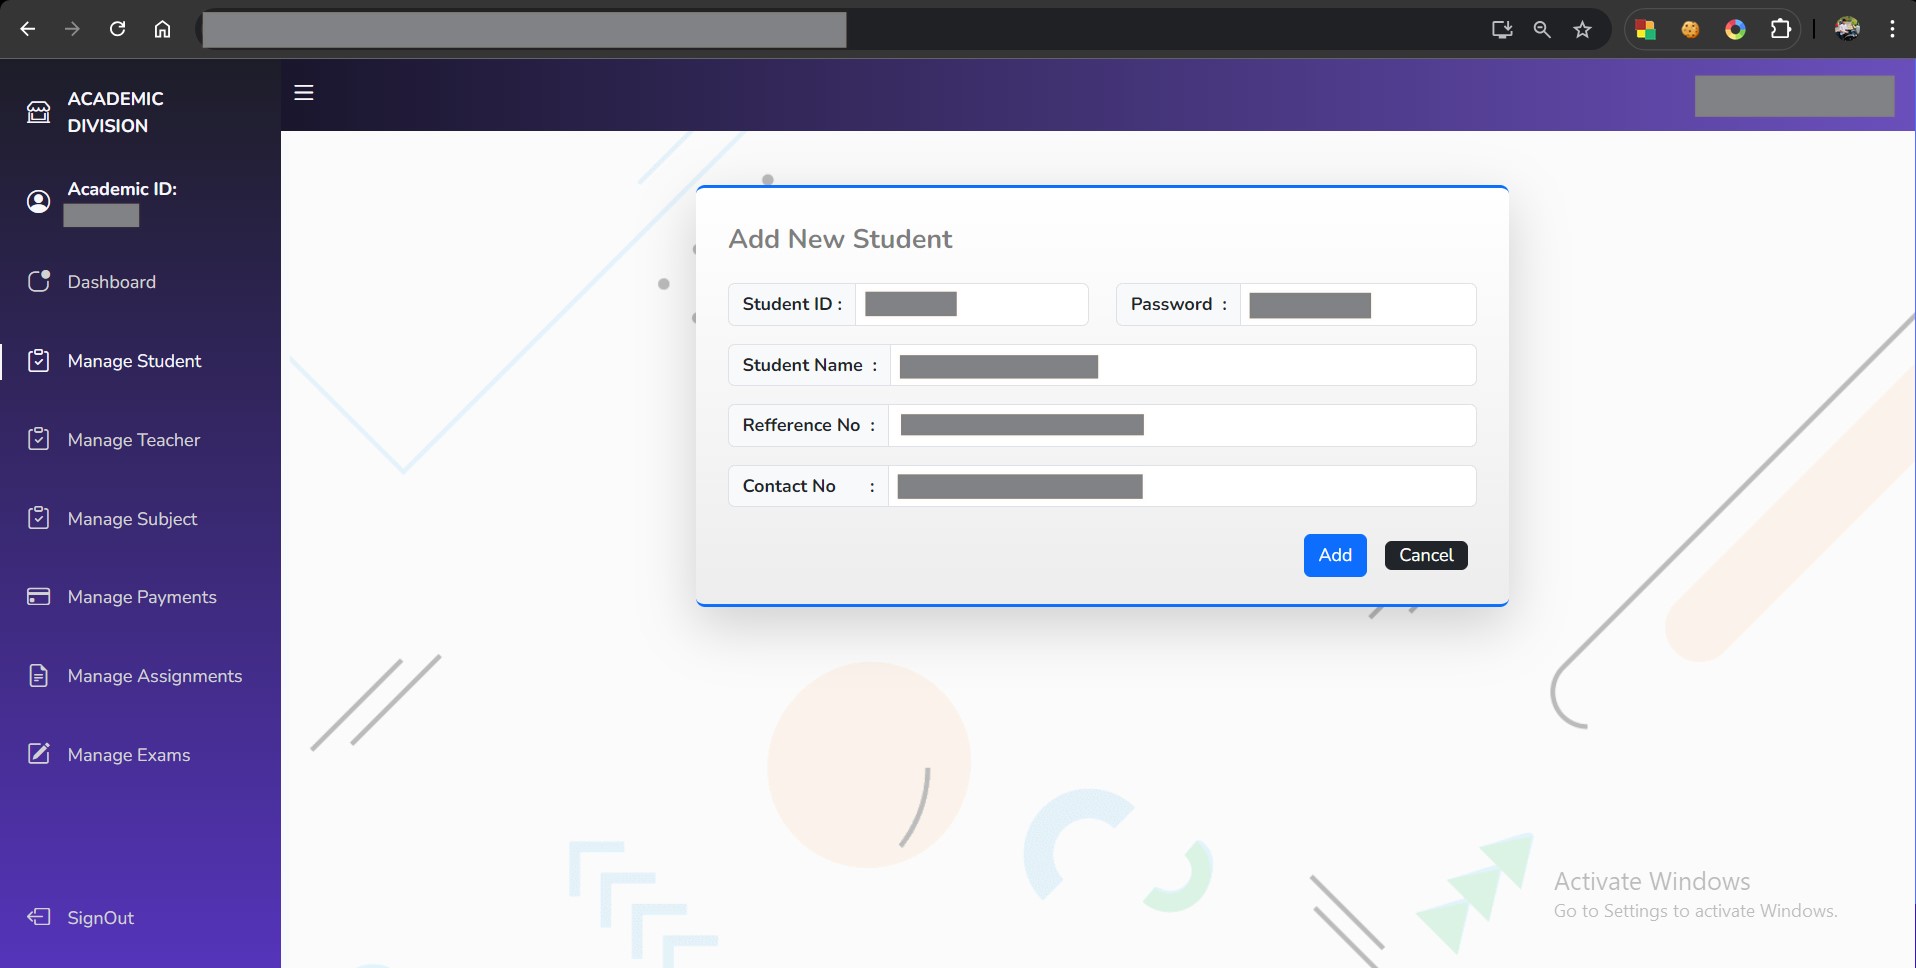 ACADEMIC
DIVISION
Academic ID:
Dashboard
Manage Student
Manage Teacher
Manage Subject
Manage Payments
Manage Assignments
Manage Exams
SignOut
Add New Student
Student ID :
Password :
Student Name :
Refference No :
Contact No :
Add
Cancel
Activate Windows
Go to Settings to activate Windows.